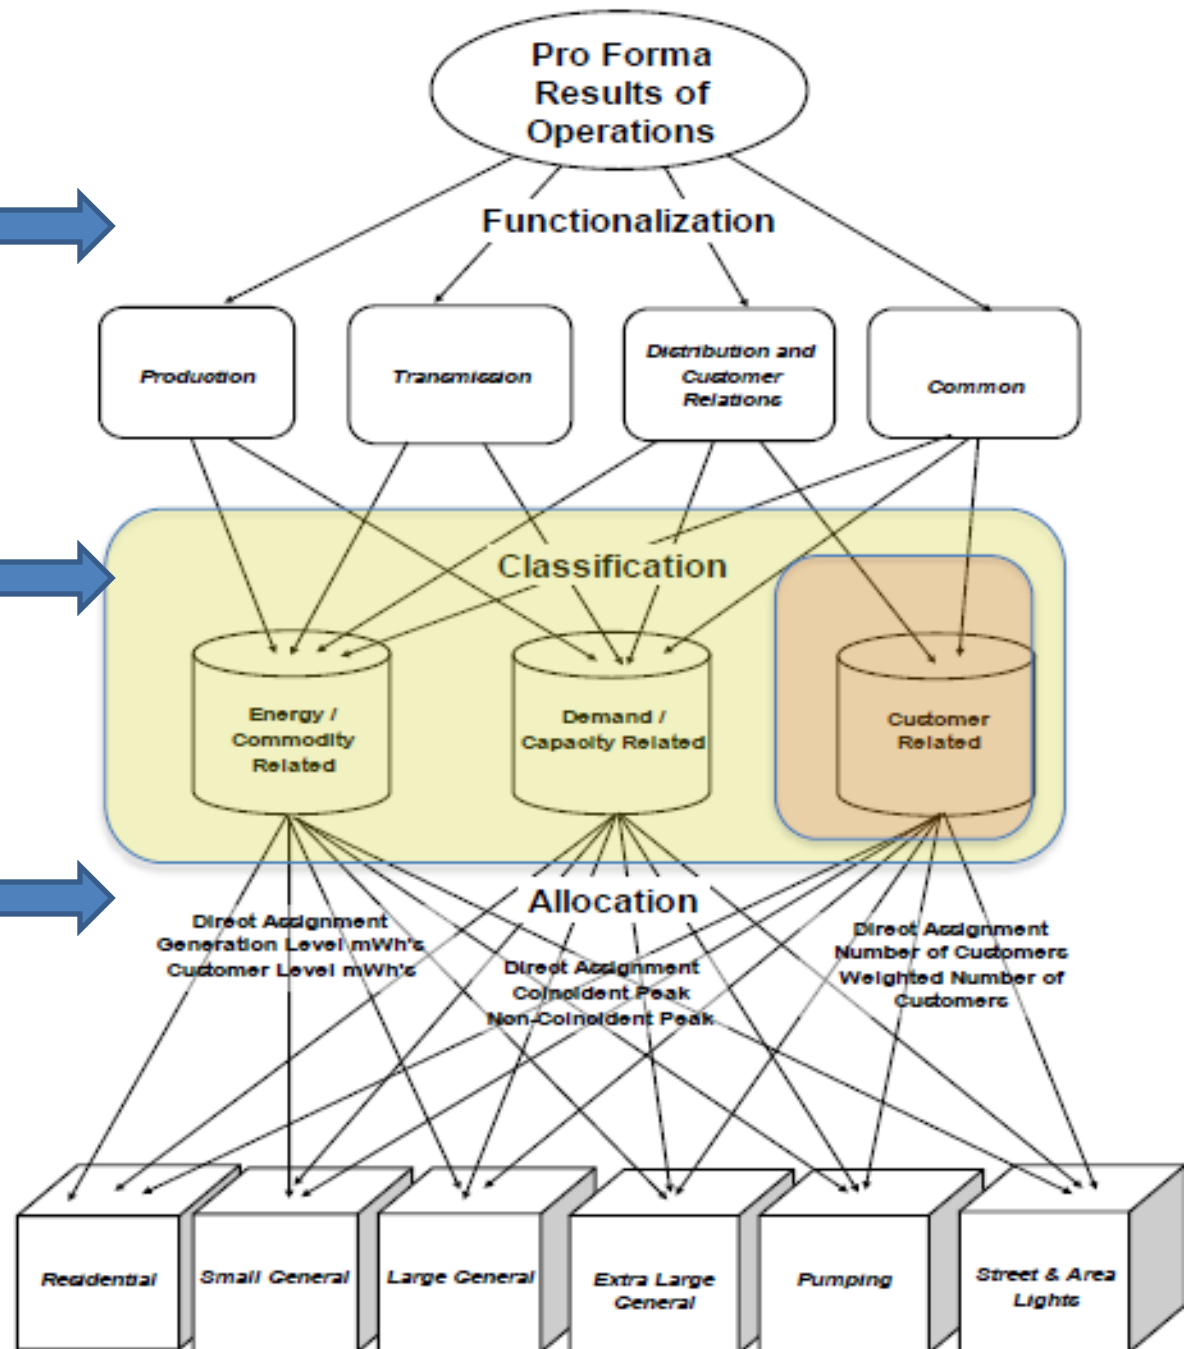 Pro Forma
Results of
Operations
Functionalization
Production
Transmission
Distribution and
Customer
Relations
Common
Classification
Energy /
Commodity
Related
Demand /
Capacity Related
Customer
Related
Allocation
Direct Assignment
Generation Level mWh's
Customer Level mWh's
Direct Assignment
Coincident Peak
Non-Coincident Peak
Direct Assignment
Number of Customers
Weighted Number of
Customers
Residential
Small General
Large General
Extra Large
General
Pumping
Street & Area
Lights